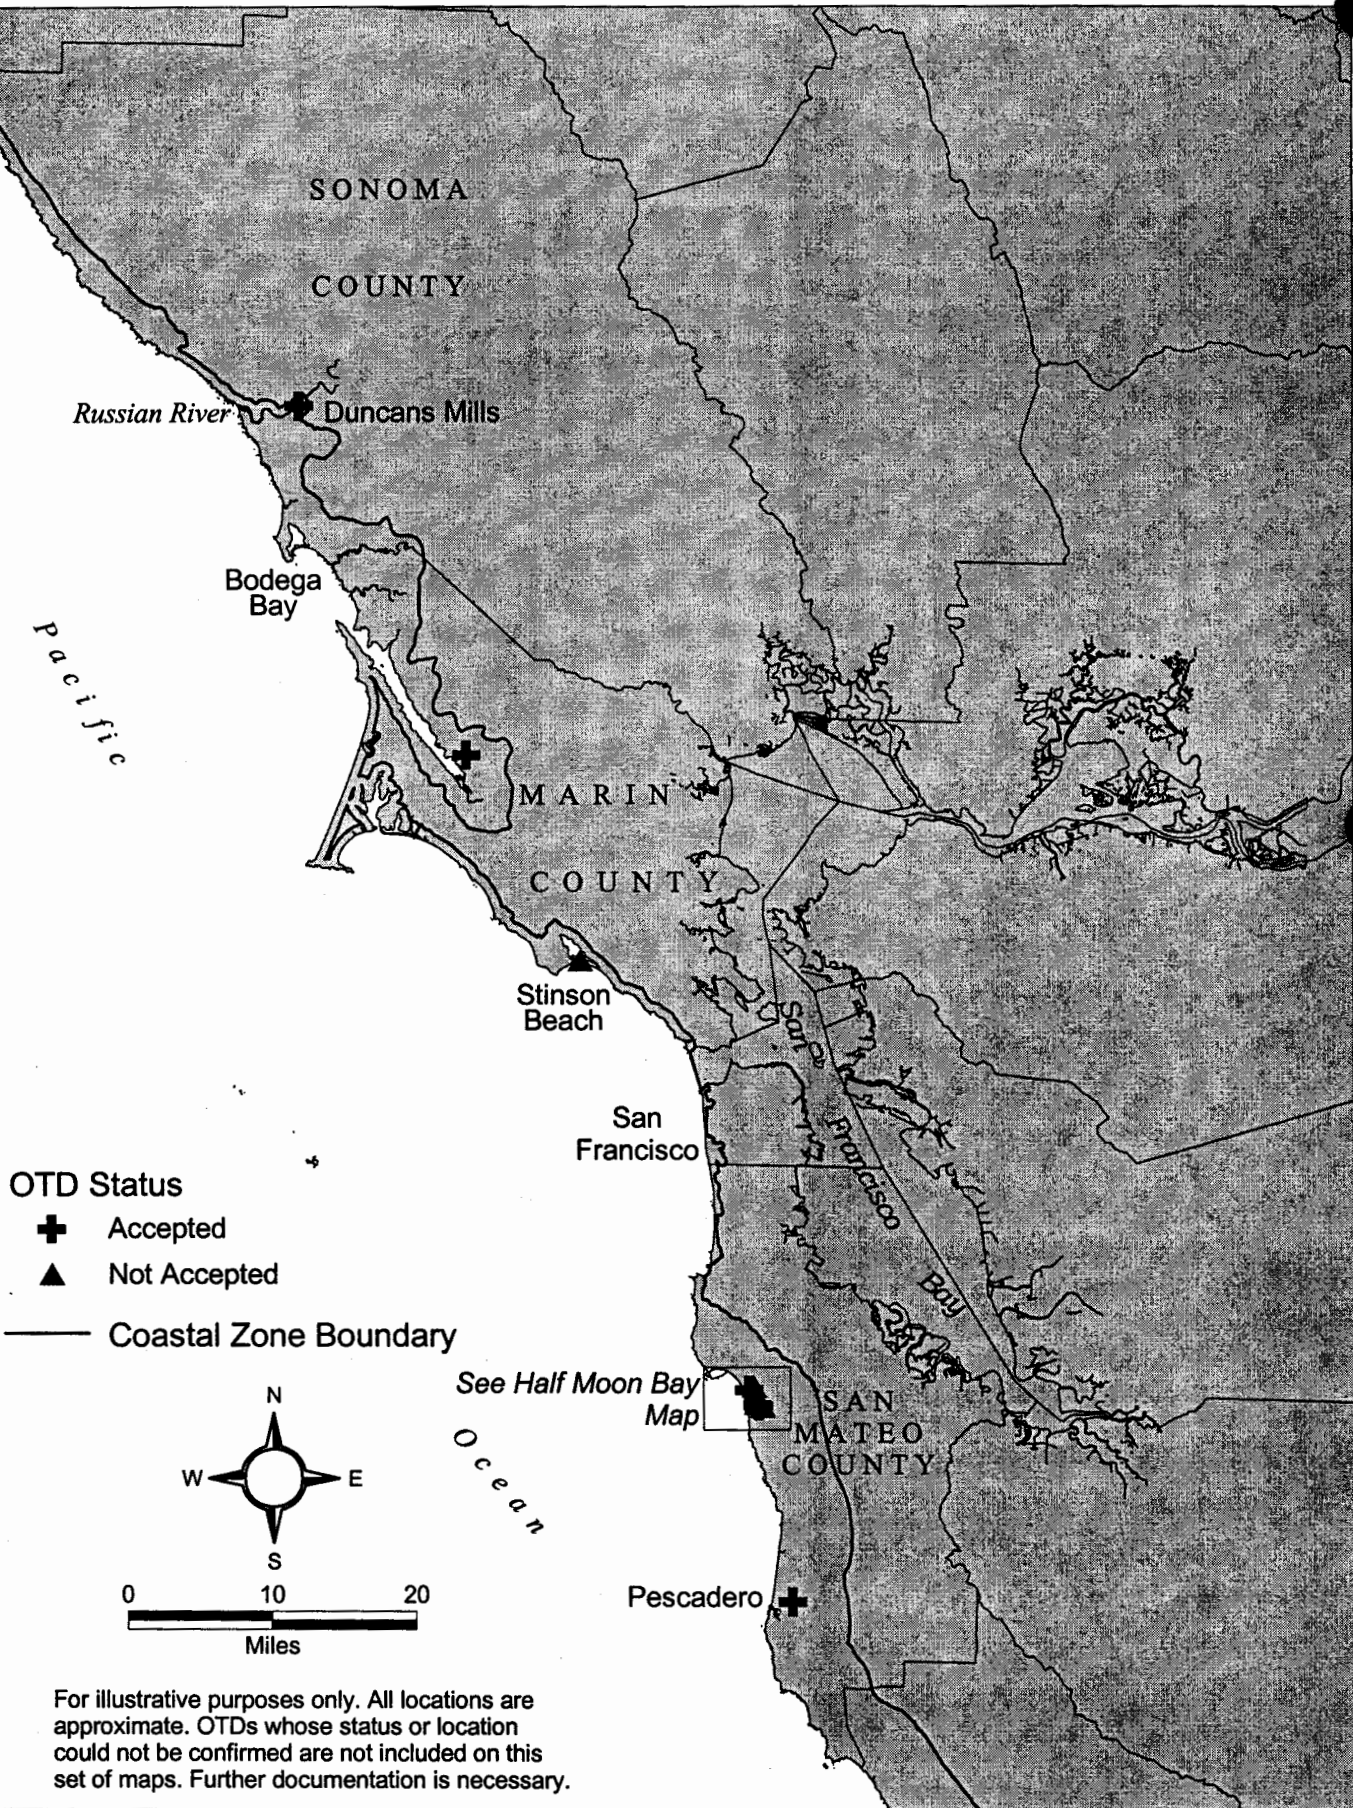 SONOMA
COUNTY
Russian River
Duncans Mills
Bodega
Bay
Pacific
MARIN
COUNTY
Stinson
Beach
San
Francisco
Bay
San
Francisco
OTD Status
Accepted
Not Accepted
Coastal Zone Boundary
See Half Moon Bay
Map
SAN
MATEO
COUNTY
Ocean
N
W
E
S
0 10 20
Miles
Pescadero
For illustrative purposes only. All locations are
approximate. OTDs whose status or location
could not be confirmed are not included on this
set of maps. Further documentation is necessary.